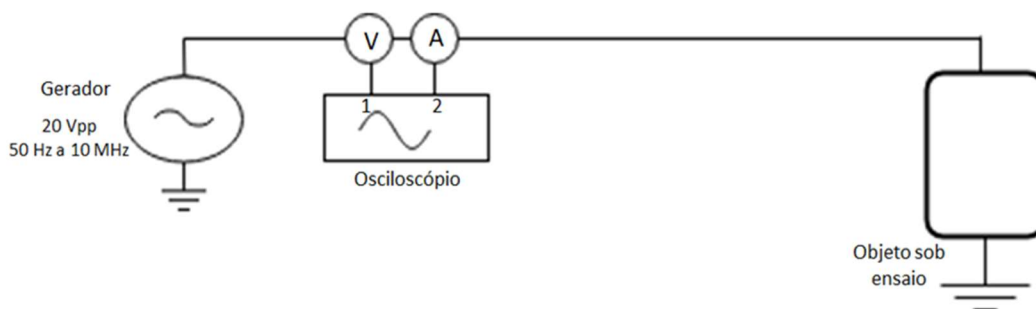 V
A
Gerador
20 Vpp
50 Hz a 10 MHz
1
2
Osciloscópio
Objeto sob
ensaio